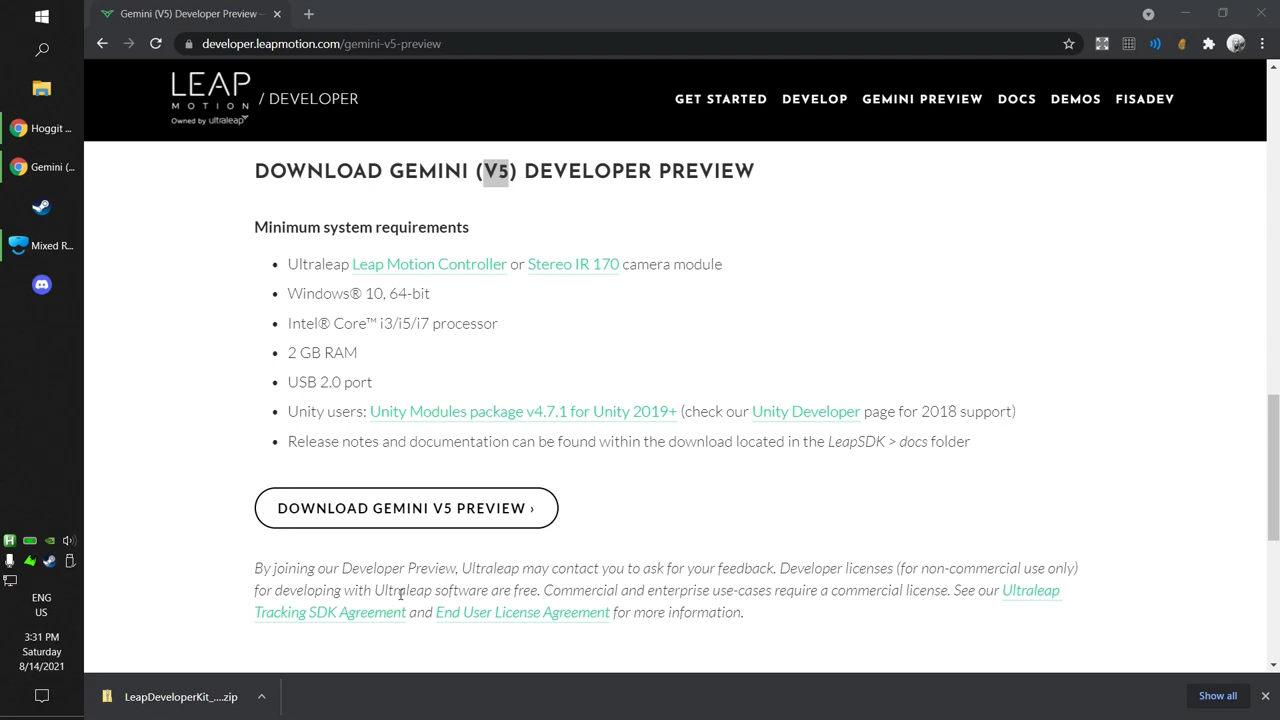 Gemini (V5) Developer Preview –
developer.leapmotion.com/gemini-v5-preview
LEAP
MOTION
Owned by ultraleap
/ DEVELOPER
GET STARTED DEVELOP GEMINI PREVIEW DOCS DEMOS FISADEV
Hoggit ...
Gemini (...
Mixed R...
DOWNLOAD GEMINI (V5) DEVELOPER PREVIEW
Minimum system requirements
• Ultraleap Leap Motion Controller or Stereo IR 170 camera module
• Windows® 10, 64-bit
• Intel® Core™ i3/i5/i7 processor
• 2 GB RAM
• USB 2.0 port
• Unity users: Unity Modules package v4.7.1 for Unity 2019+ (check our Unity Developer page for 2018 support)
• Release notes and documentation can be found within the download located in the LeapSDK > docs folder
DOWNLOAD GEMINI V5 PREVIEW ›
By joining our Developer Preview, Ultraleap may contact you to ask for your feedback. Developer licenses (for non-commercial use only)
for developing with Ultraleap software are free. Commercial and enterprise use-cases require a commercial license. See our Ultraleap
Tracking SDK Agreement and End User License Agreement for more information.
ENG
US
3:31 PM
Saturday
8/14/2021
LeapDeveloperKit_....zip
Show all